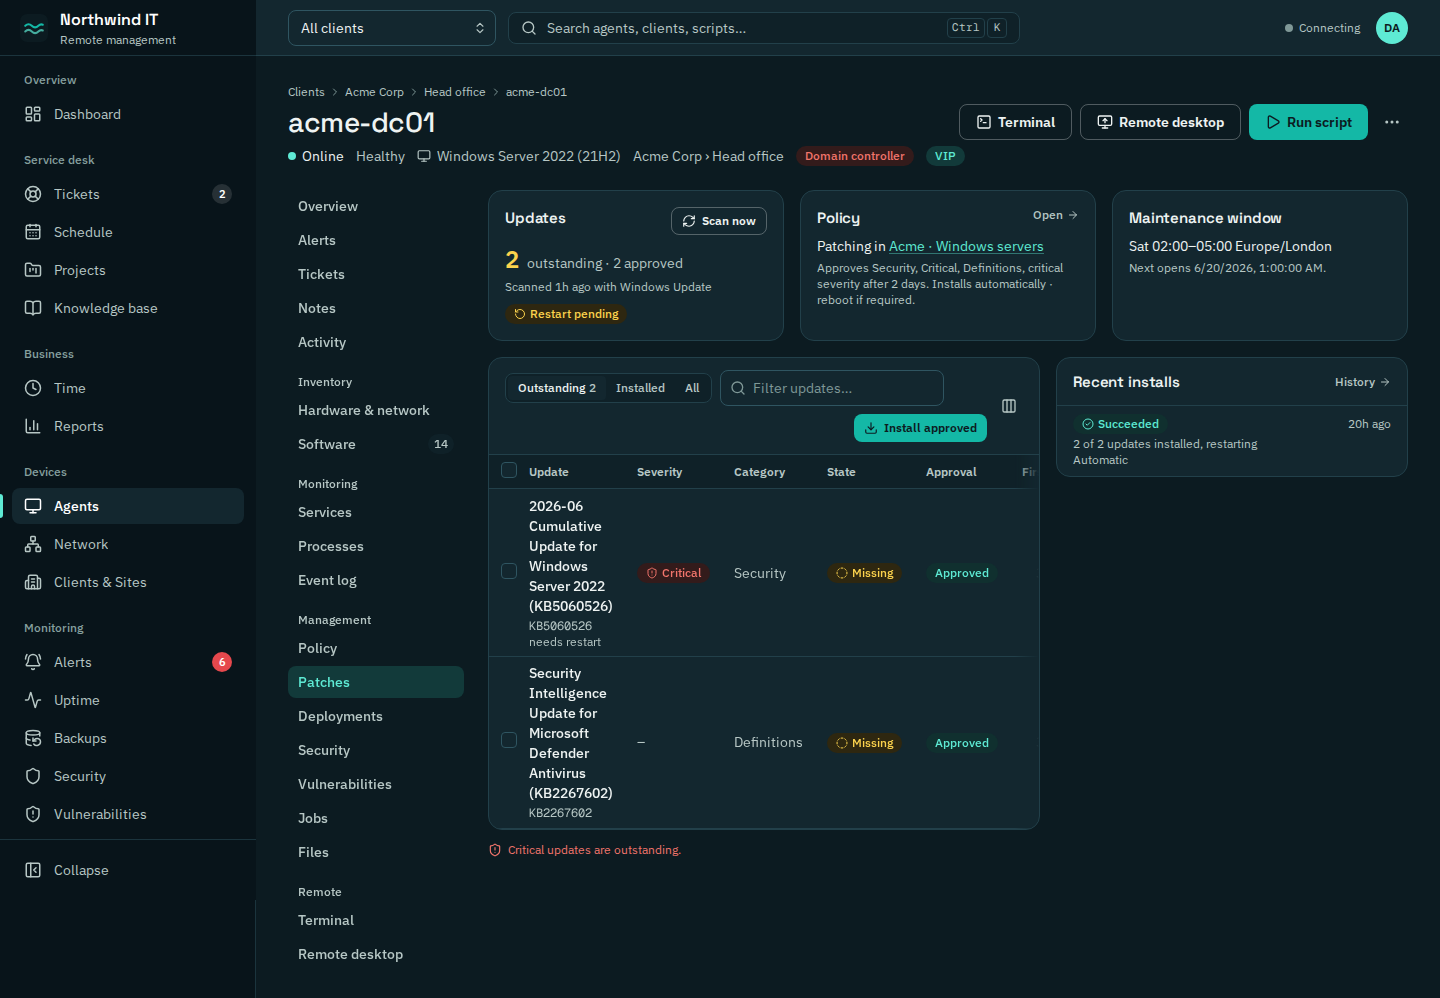 Northwind IT
Remote management
All clients
Search agents, clients, scripts...
Ctrl K
Connecting
DA
Overview
Dashboard
Service desk
Tickets 2
Schedule
Projects
Knowledge base
Business
Time
Reports
Devices
Agents
Network
Clients & Sites
Monitoring
Alerts 6
Uptime
Backups
Security
Vulnerabilities
Collapse
Clients > Acme Corp > Head office > acme-dc01
acme-dc01
Terminal
Remote desktop
Run script
Online Healthy Windows Server 2022 (21H2) Acme Corp › Head office Domain controller VIP
Overview
Alerts
Tickets
Notes
Activity
Inventory
Hardware & network
Software 14
Monitoring
Services
Processes
Event log
Management
Policy
Patches
Deployments
Security
Vulnerabilities
Jobs
Files
Remote
Terminal
Remote desktop
Updates
Scan now
2 outstanding · 2 approved
Scanned 1h ago with Windows Update
Restart pending
Policy
Open
Patching in Acme · Windows servers
Approves Security, Critical, Definitions, critical
severity after 2 days. Installs automatically ·
reboot if required.
Maintenance window
Sat 02:00–05:00 Europe/London
Next opens 6/20/2026, 1:00:00 AM.
Outstanding 2 Installed All
Filter updates...
Install approved
Update Severity Category State Approval
2026-06
Cumulative
Update for
Windows
Server 2022
(KB5060526)
KB5060526
needs restart
Critical
Security
Missing
Approved
Security
Intelligence
Update for
Microsoft
Defender
Antivirus
(KB2267602)
KB2267602
–
Definitions
Missing
Approved
Critical updates are outstanding.
Recent installs
History
Succeeded
20h ago
2 of 2 updates installed, restarting
Automatic